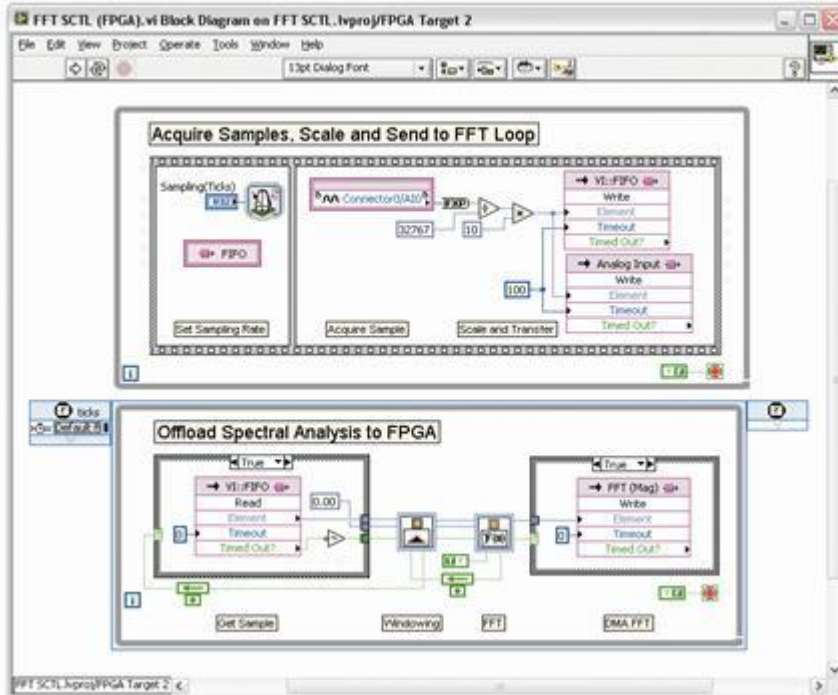 FFT SCTL (FPGA).vi Block Diagram on FFT SCTL.lvproj/FPGA Target 2
File Edit View Project Operate Tools Window Help
13pt Dialog Font
Acquire Samples, Scale and Send to FFT Loop
Sampling(Ticks)
FIFO
Set Sampling Rate
Connector0/AI0
FXP
32767
10
100
VI::FIFO
Write
Element
Timeout
Timed Out?
Analog Input
Write
Element
Timeout
Timed Out?
Acquire Sample
Scale and Transfer
i
ticks
Offload Spectral Analysis to FPGA
True
VI::FIFO
Read
Element
0
Timeout
Timed Out?
0.00
F(x)
True
FFT (Mag)
Write
Element
0
Timeout
Timed Out?
i
Get Sample
Windowing
FFT
DMA FFT
FFT SCTL.lvproj/FPGA Target 2